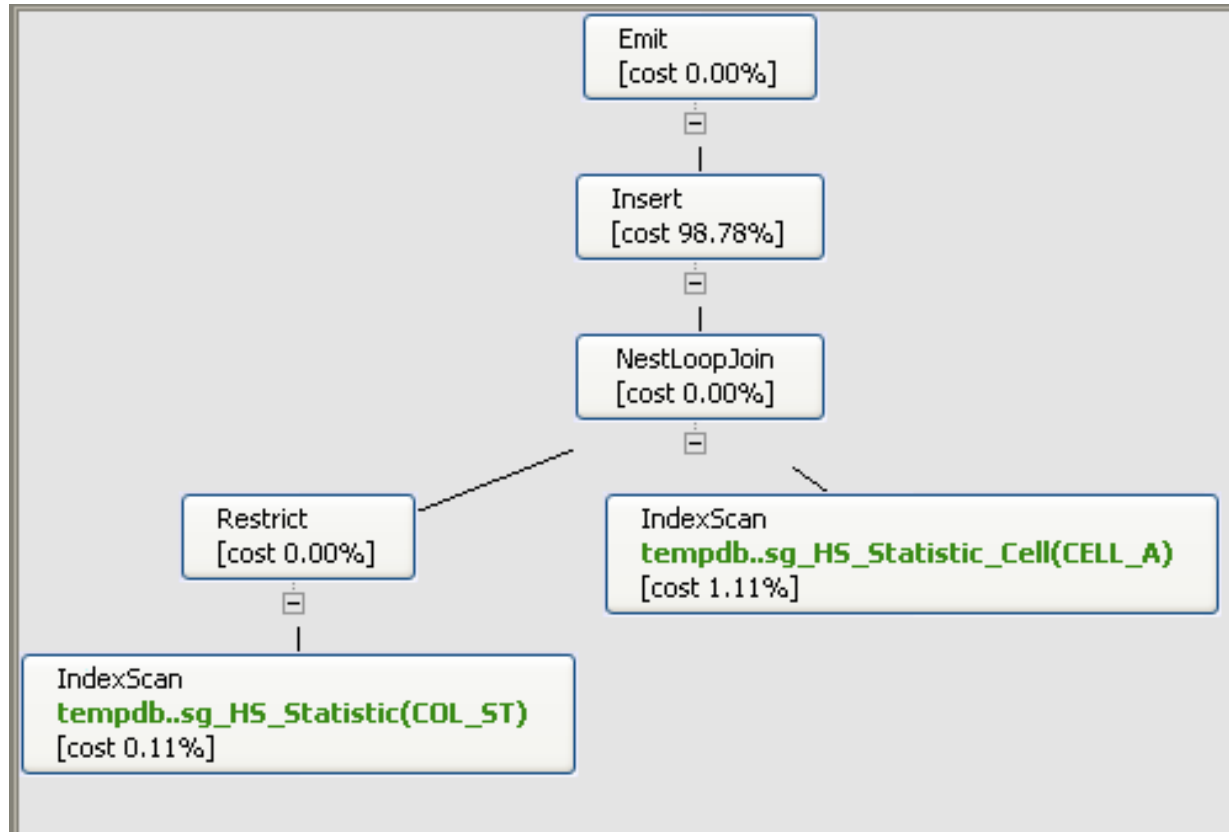 Emit
[cost 0.00%]
Insert
[cost 98.78%]
NestLoopJoin
[cost 0.00%]
Restrict
[cost 0.00%]
IndexScan
tempdb..sg_HS_Statistic_Cell(CELL_A)
[cost 1.11%]
IndexScan
tempdb..sg_HS_Statistic(COL_ST)
[cost 0.11%]